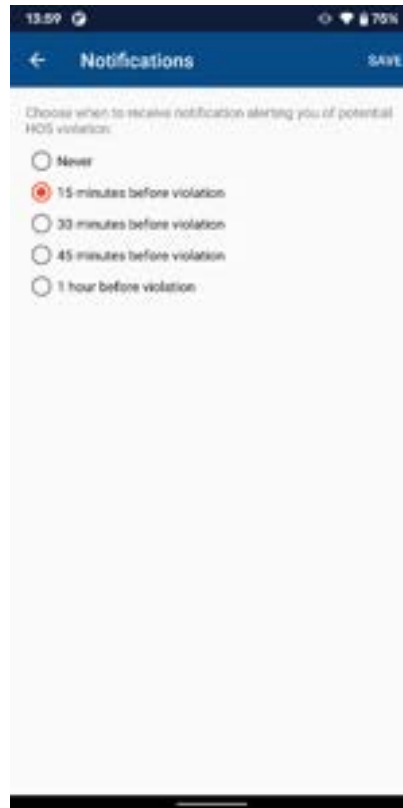 13:59 76%
Notifications SAVE
Choose when to receive notification alerting you of potential
HOS violation:
Never
15 minutes before violation
30 minutes before violation
45 minutes before violation
1 hour before violation